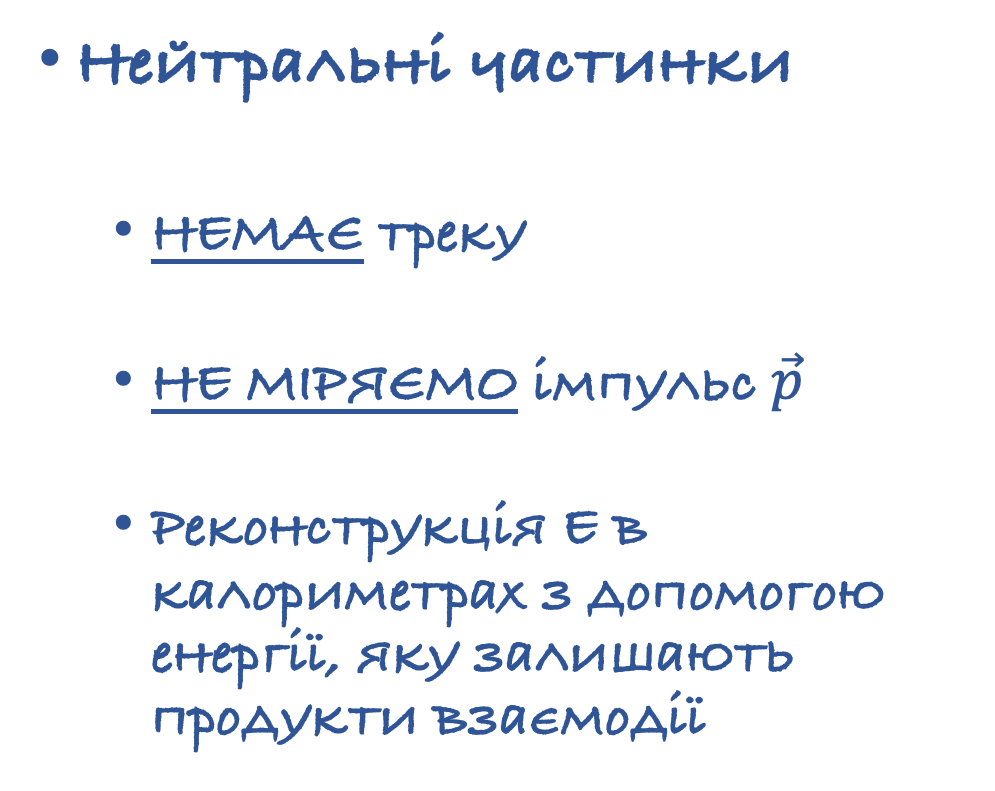 • Нейтральні частинки
• НЕМАЄ треку
• НЕ МІРЯЄМО імпульс p⃗
• Реконструкція Е в
калориметрах з допомогою
енергії, яку залишають
продукти взаємодії